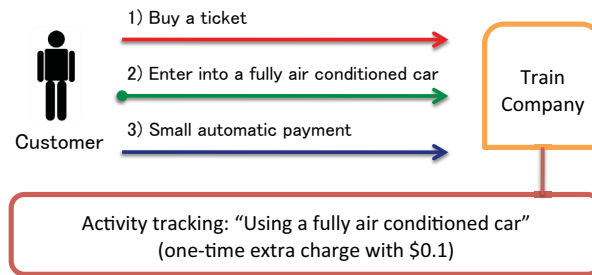 1) Buy a ticket
2) Enter into a fully air conditioned car
3) Small automatic payment
Customer
Train
Company
Activity tracking: “Using a fully air conditioned car”
(one-time extra charge with $0.1)